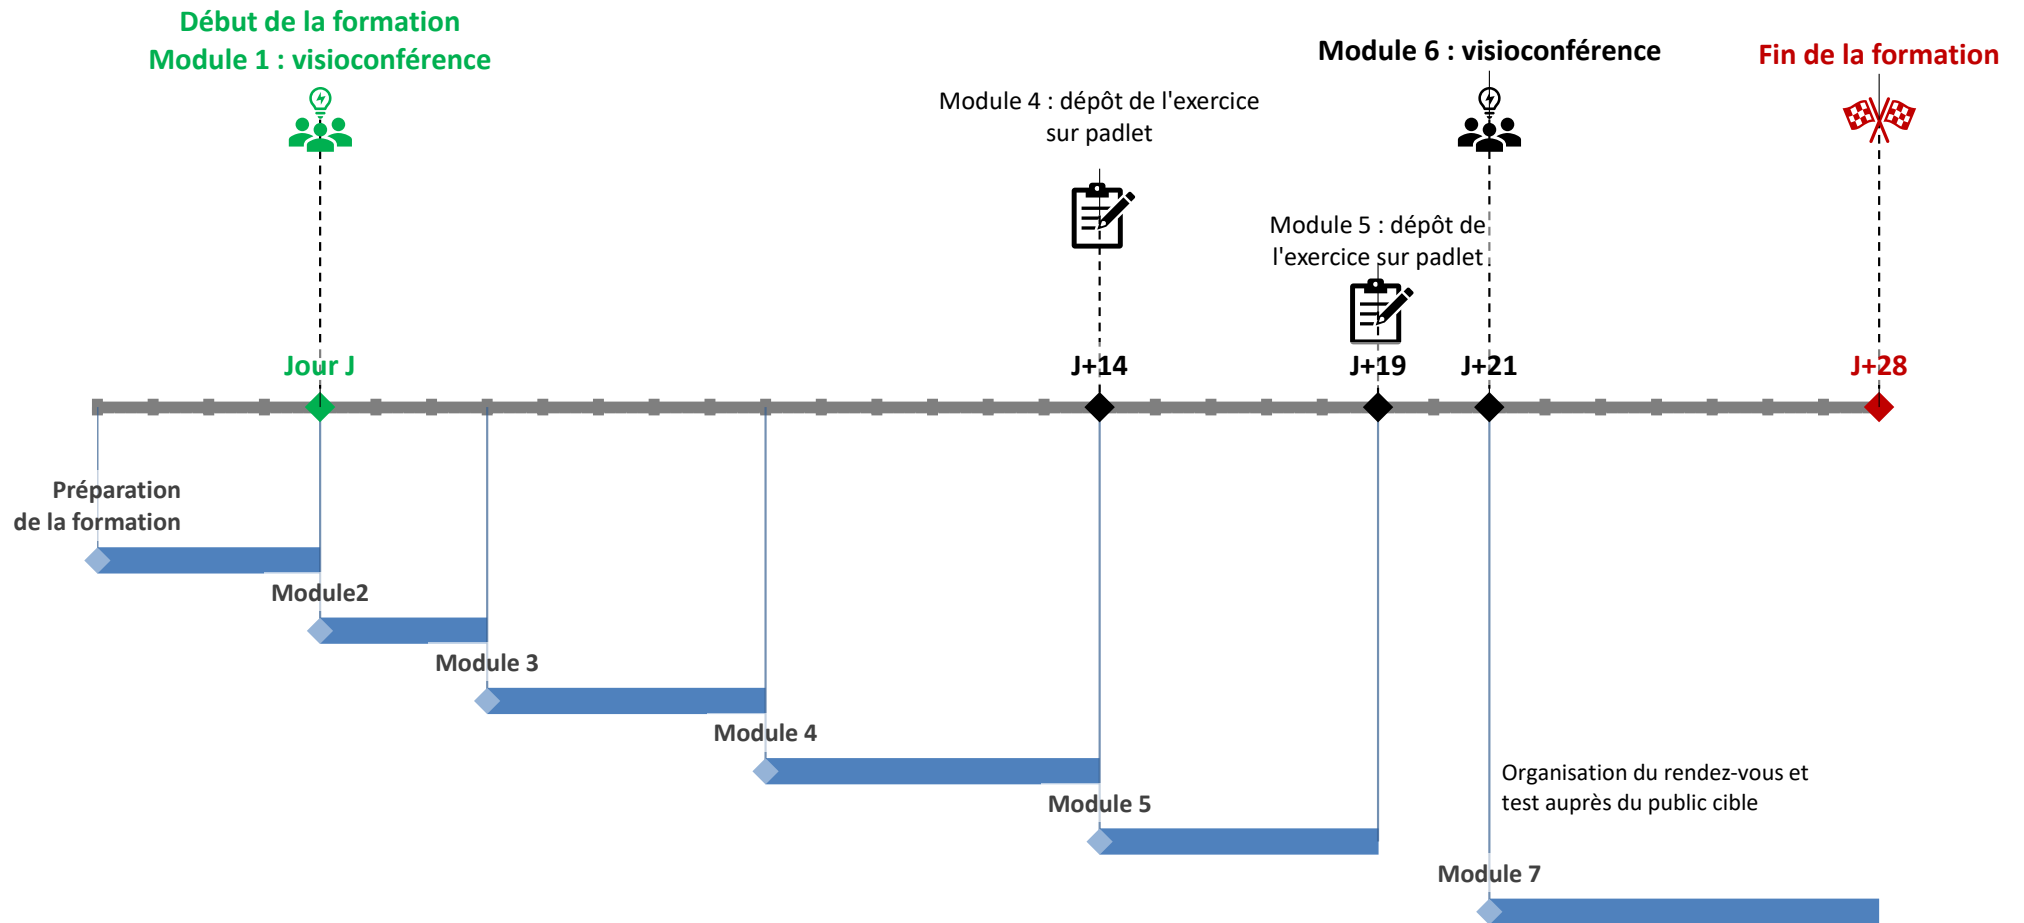 Début de la formation
Module 1 : visioconférence
Module 6 : visioconférence
Fin de la formation
Module 4 : dépôt de l'exercice
sur padlet
Module 5 : dépôt de
l'exercice sur padlet
Jour J
J+14
J+19
J+21
J+28
Préparation
de la formation
Module2
Module 3
Module 4
Organisation du rendez-vous et
test auprès du public cible
Module 5
Module 7